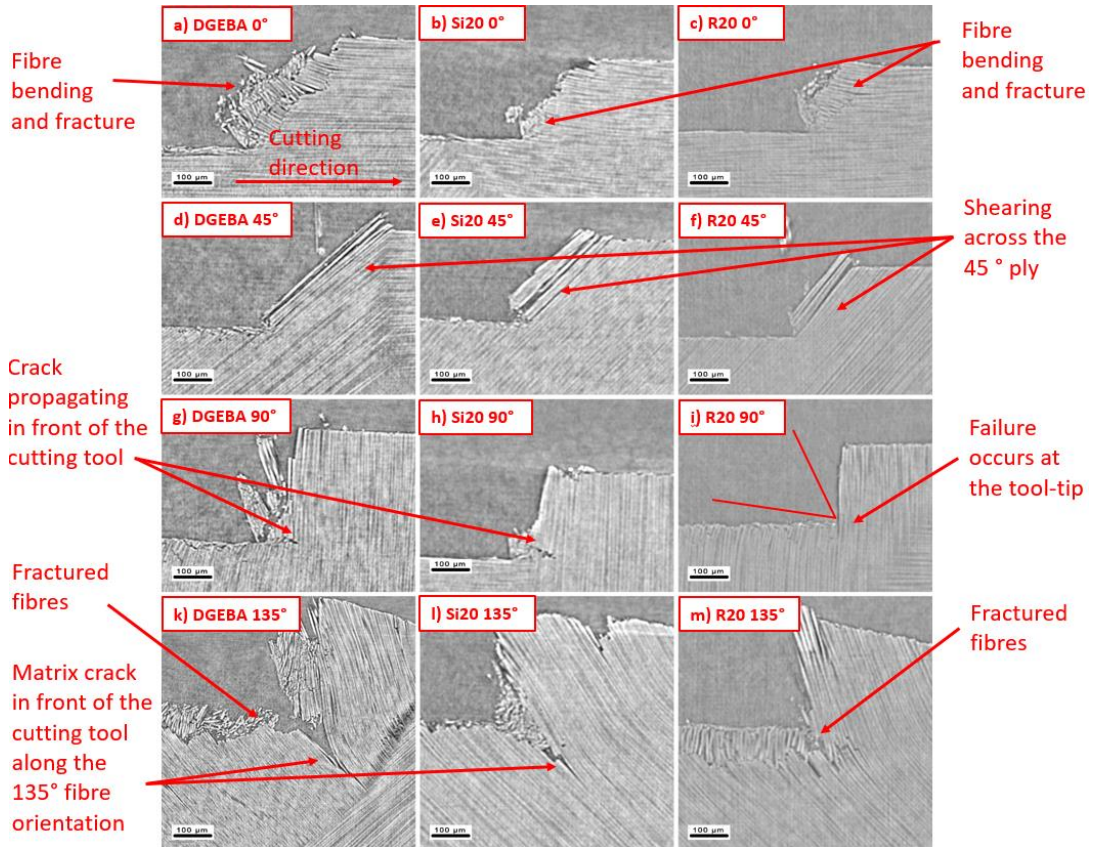 a) DGEBA 0°
b) Si20 0°
c) R20 0°
Fibre
bending
and fracture
Fibre
bending
and fracture
Cutting
direction
100 µm
100 µm
100 µm
d) DGEBA 45°
e) Si20 45°
f) R20 45°
Shearing
across the
45 ° ply
100 µm
100 µm
100 µm
Crack
propagating
in front of the
cutting tool
g) DGEBA 90°
h) Si20 90°
i) R20 90°
Failure
occurs at
the tool-tip
100 µm
100 µm
100 µm
Fractured
fibres
k) DGEBA 135°
l) Si20 135°
m) R20 135°
Fractured
fibres
Matrix crack
in front of the
cutting tool
along the
135° fibre
orientation
100 µm
100 µm
100 µm